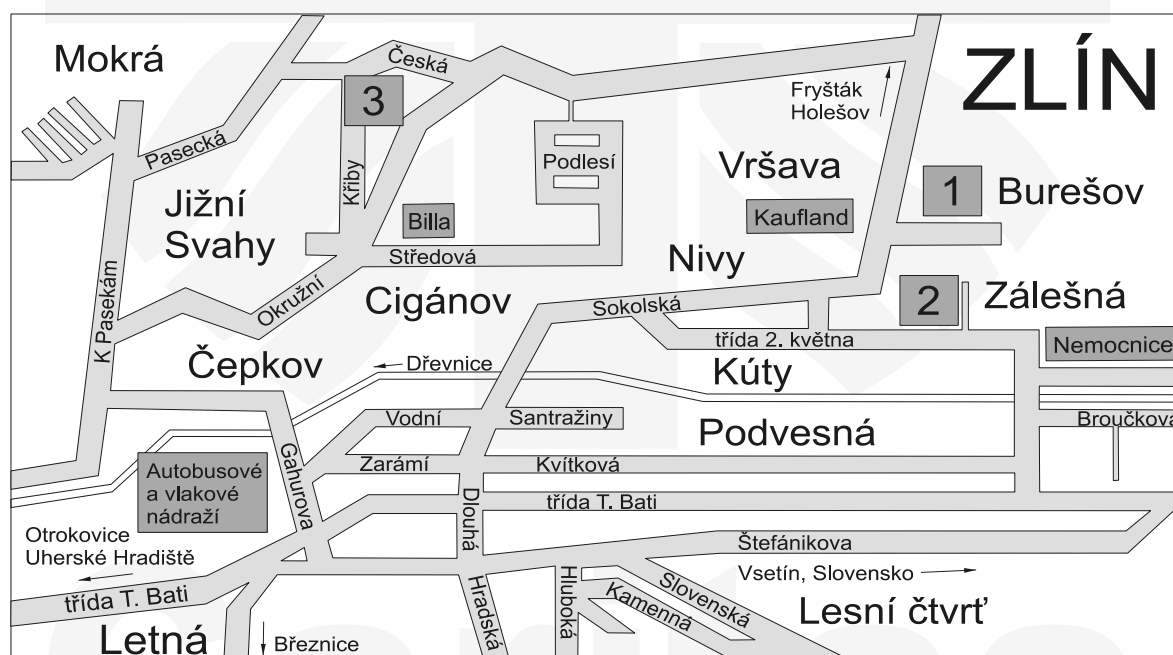 ZLÍN
Mokrá
Česká
3
Fryšták
Holešov
Pasecká
Podlesí
Vršava
1
Burešov
Křiby
Jižní
Svahy
Billa
Kaufland
Středová
Nivy
K Pasekám
Okružní
Cigánov
Sokolská
2
Zálešná
třída 2. května
Nemocnice
Čepkov
Dřevnice
Kúty
Vodní
Santražiny
Podvesná
Broučkova
Gahurova
Zarámí
Kvítková
Autobusové
a vlakové
nádraží
Dlouhá
třída T. Bati
Otrokovice
Uherské Hradiště
Štefánikova
Vsetín, Slovensko
třída T. Bati
Hradská
Hluboká
Slovenská
Kamenná
Lesní čtvrť
Letná
Březnice